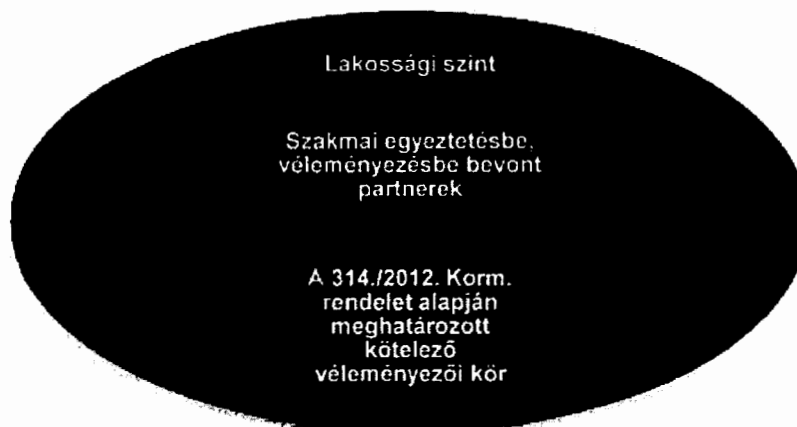 Lakossági szint
Szakmai egyeztetésbe,
véleményezésbe bevont
partnerek
A 314./2012. Korm.
rendelet alapján
meghatározott
kötelező
véleményezői kör